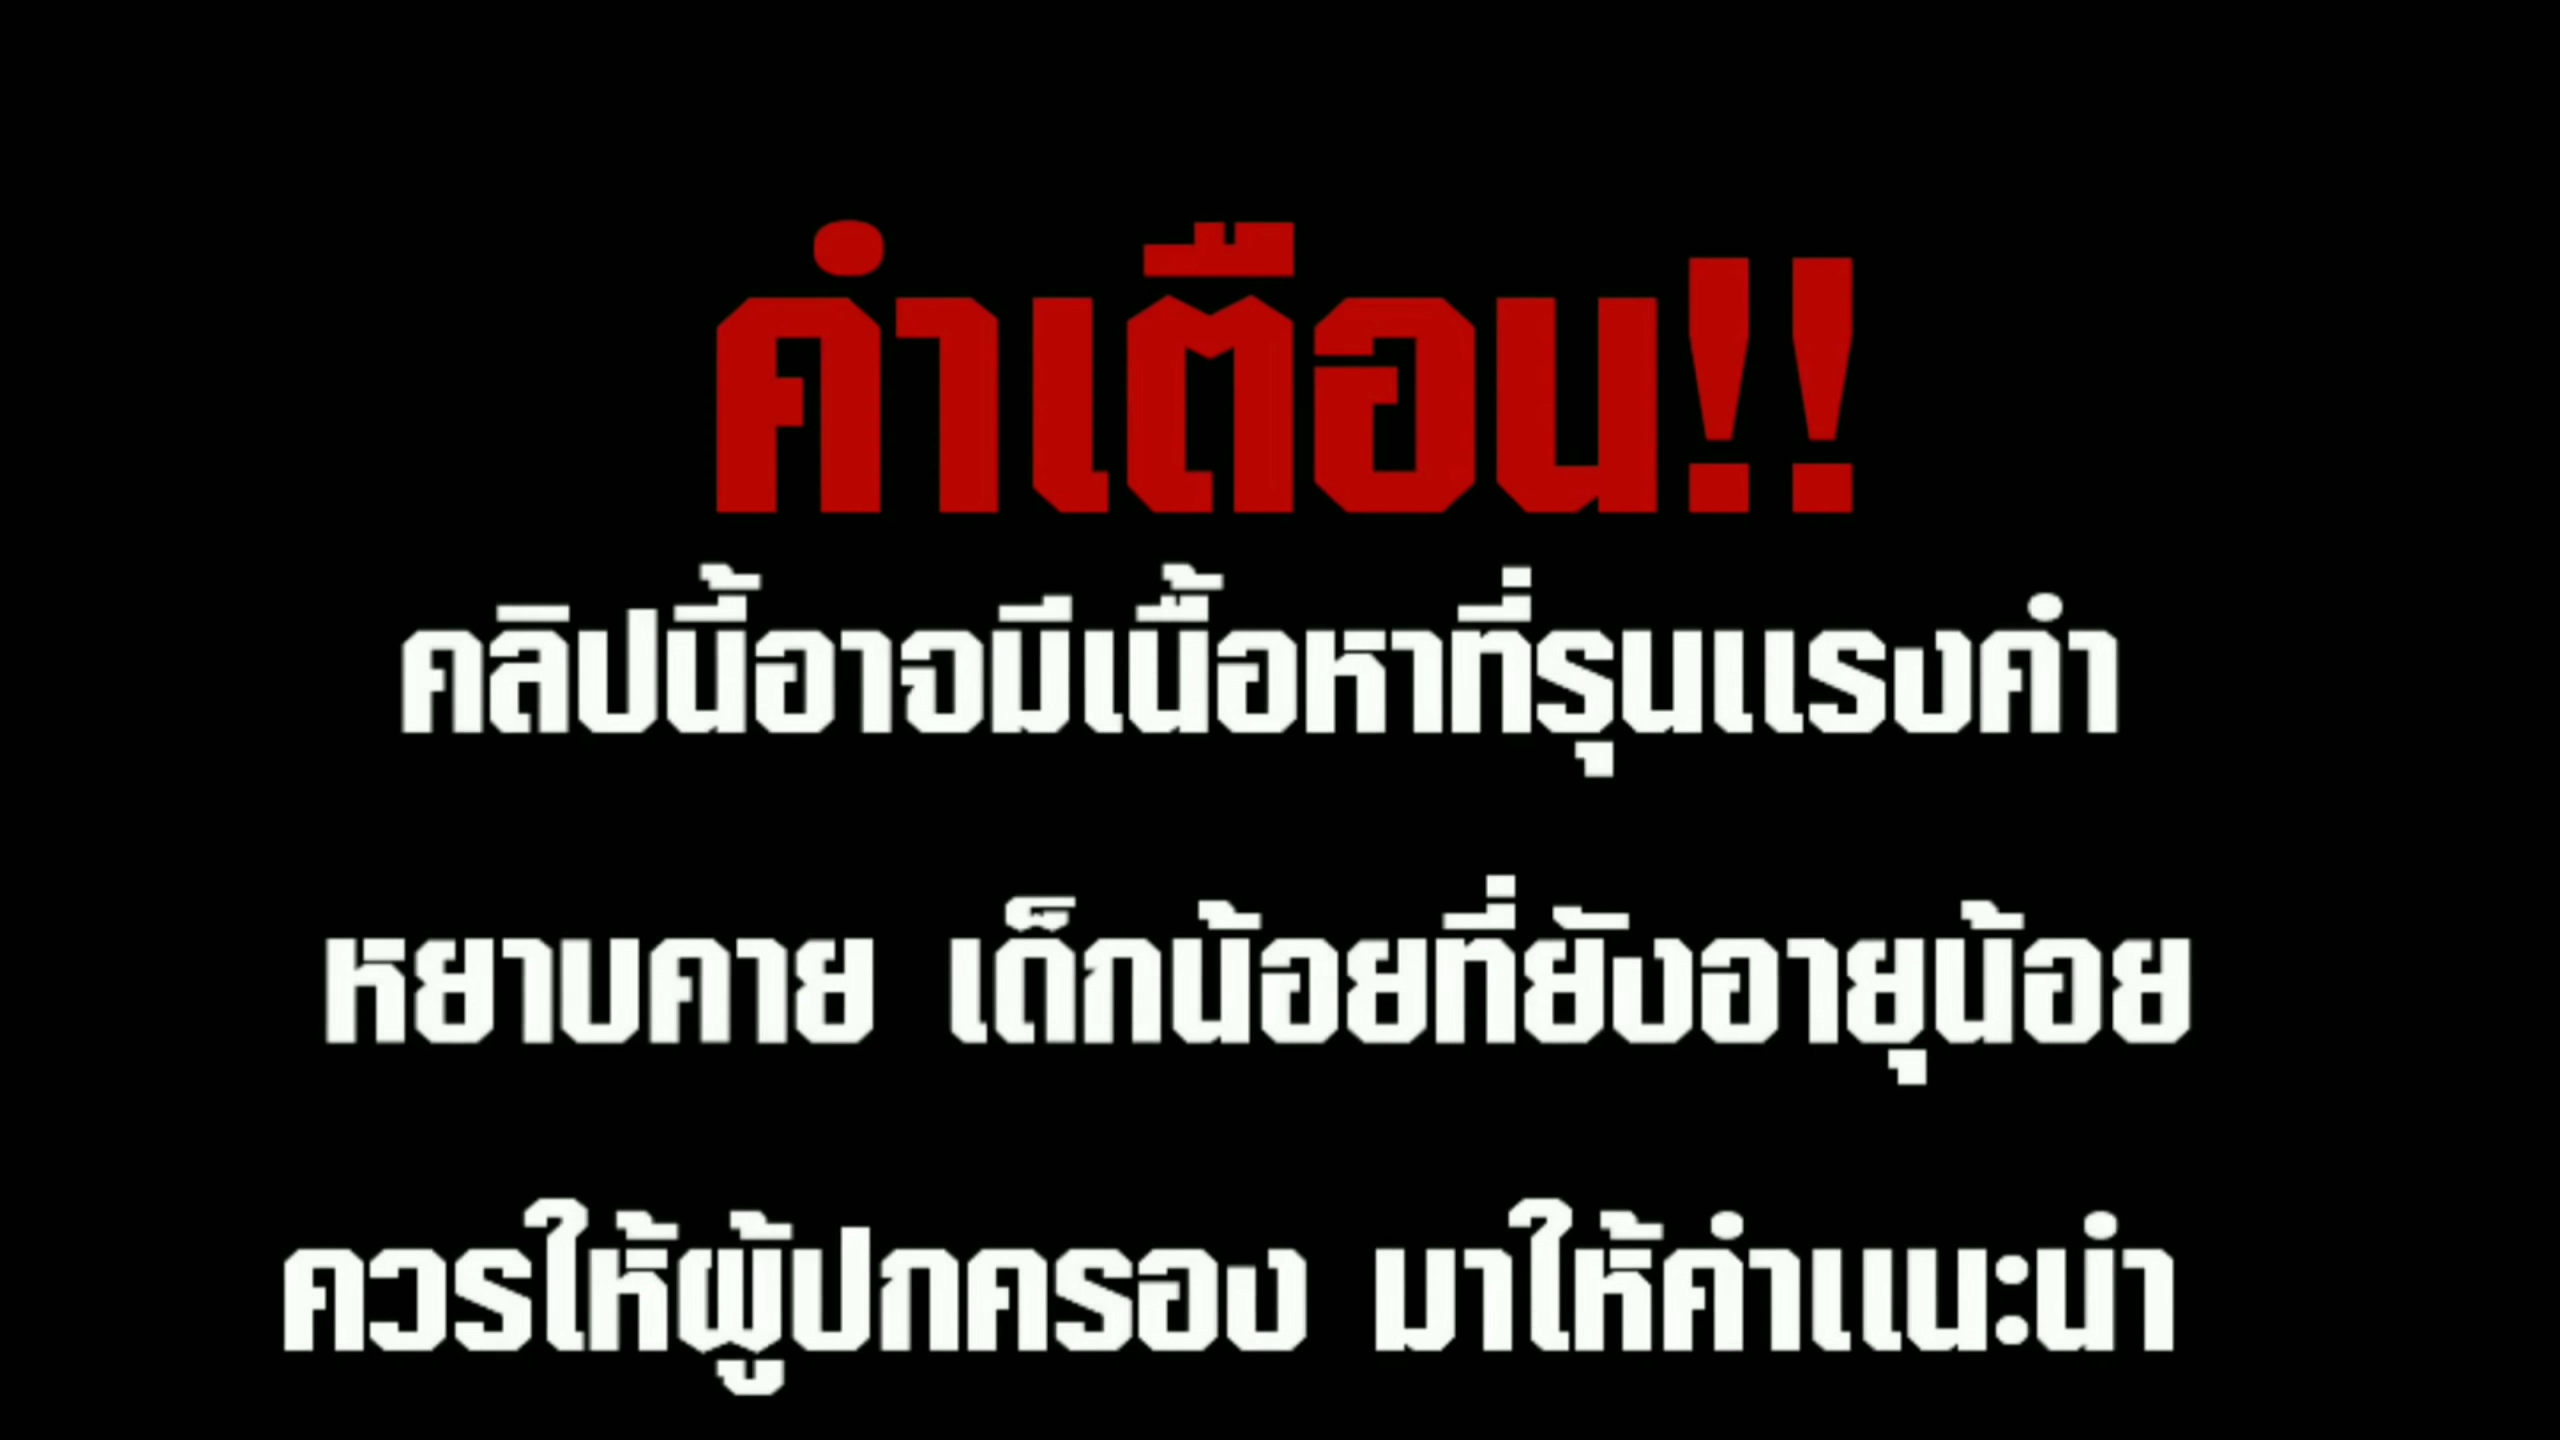 คำเตือน!!
คลิปนี้อาจมีเนื้อหาที่รุนแรงคำ
หยาบคาย เด็กน้อยที่ยังอายุน้อย
ควรให้ผู้ปกครอง มาให้คำแนะนำ